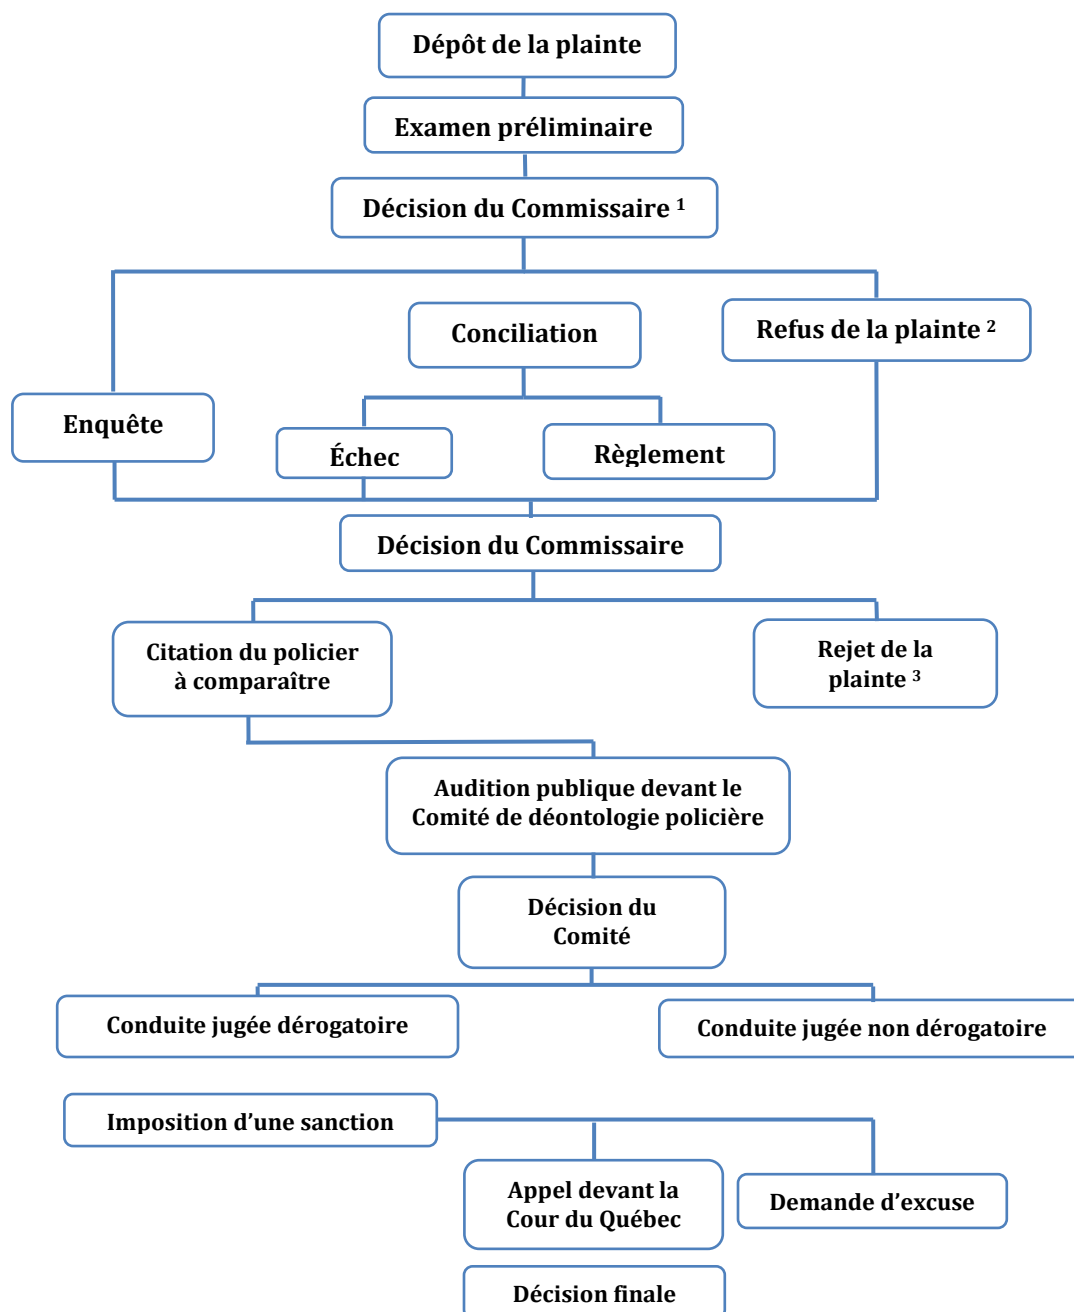 Dépôt de la plainte
Examen préliminaire
Décision du Commissaire ¹
Conciliation
Refus de la plainte ²
Enquête
Échec
Règlement
Décision du Commissaire
Citation du policier
à comparaître
Rejet de la
plainte ³
Audition publique devant le
Comité de déontologie policière
Décision du
Comité
Conduite jugée dérogatoire
Conduite jugée non dérogatoire
Imposition d’une sanction
Appel devant la
Cour du Québec
Demande d’excuse
Décision finale